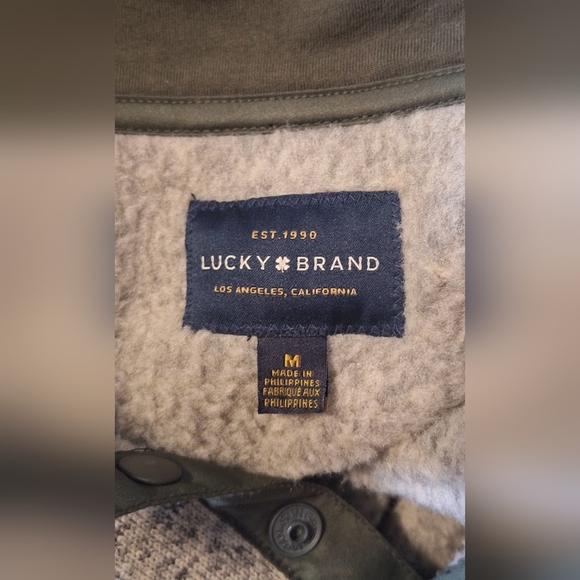 EST. 1990
LUCKY BRAND
LOS ANGELES, CALIFORNIA
M
MADE IN
PHILIPPINES
FABRIQUÉ AUX
PHILIPPINES